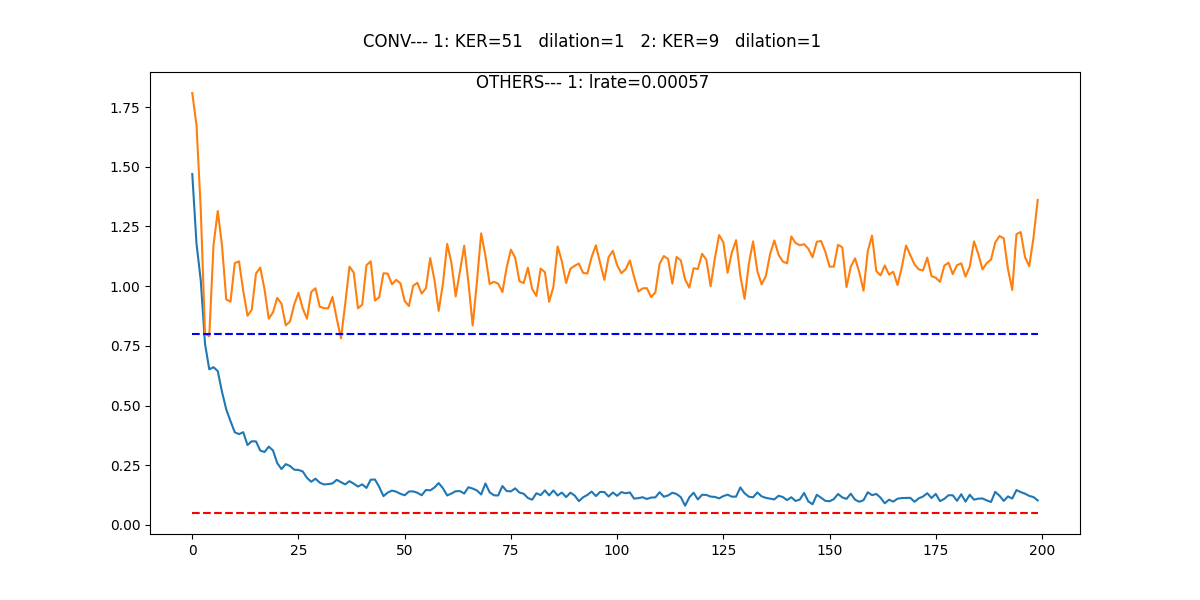 CONV--- 1: KER=51   dilation=1   2: KER=9   dilation=1
OTHERS--- 1: lrate=0.00057
1.75
1.50
1.25
1.00
0.75
0.50
0.25
0.00
0 25 50 75 100 125 150 175 200